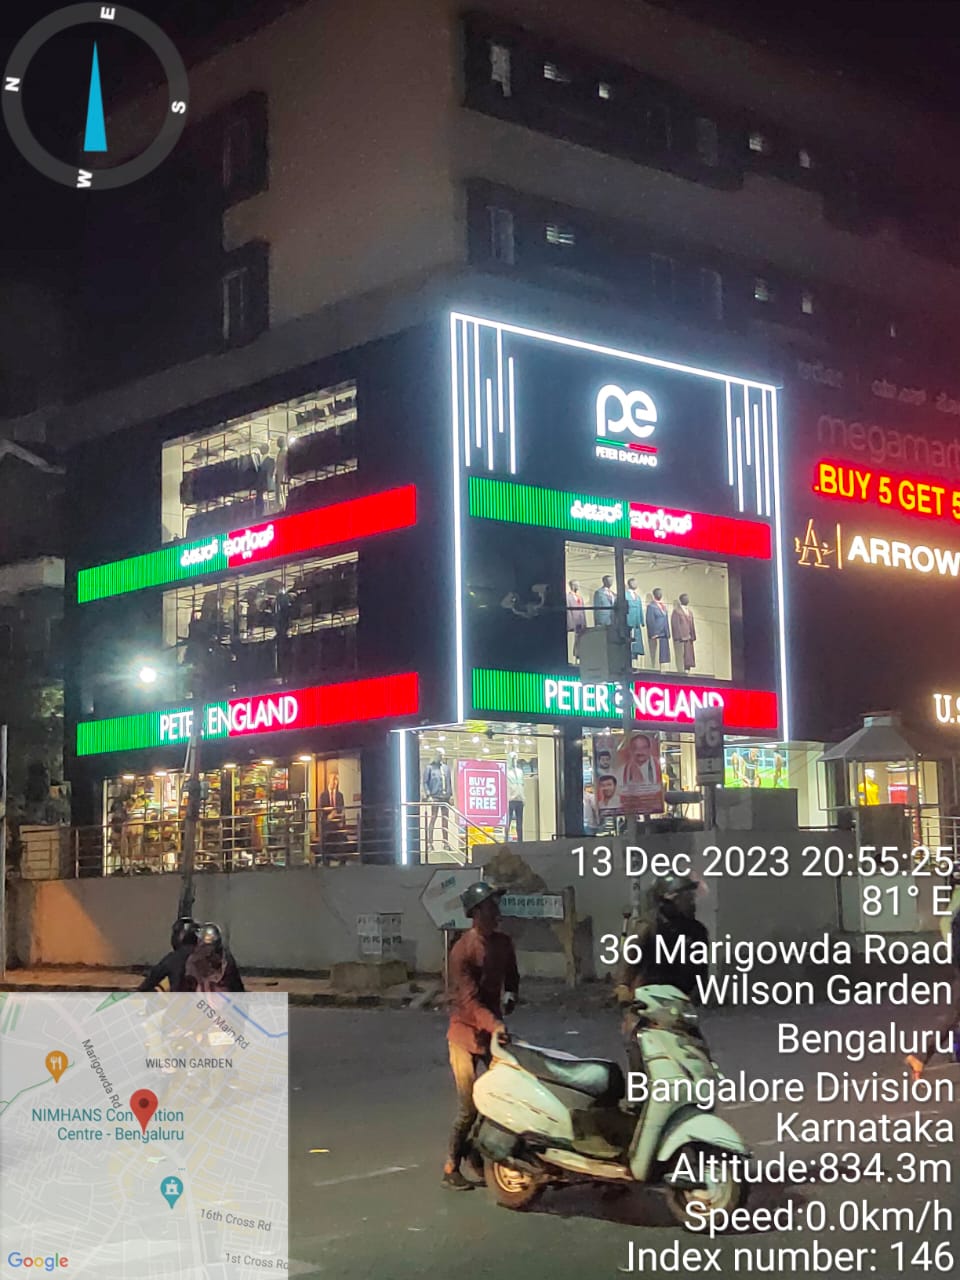 E
N
S
W
pe
PETER ENGLAND
megamart
BUY 5 GET 5
ಪೀಟರ್ ಇಂಗ್ಲೆಂಡ್
ಪೀಟರ್ ಇಂಗ್ಲೆಂಡ್
ARROW
PETER ENGLAND
PETER ENGLAND
U.S
PG
BUY 5
GET
FREE
13 Dec 2023 20:55:25
81° E
36 Marigowda Road
Wilson Garden
Bengaluru
Bangalore Division
Karnataka
Altitude:834.3m
Speed:0.0km/h
Index number: 146
BTS Main Rd
Marigowda Rd
WILSON GARDEN
NIMHANS Convention
Centre - Bengaluru
16th Cross Rd
1st Cross Rd
Google